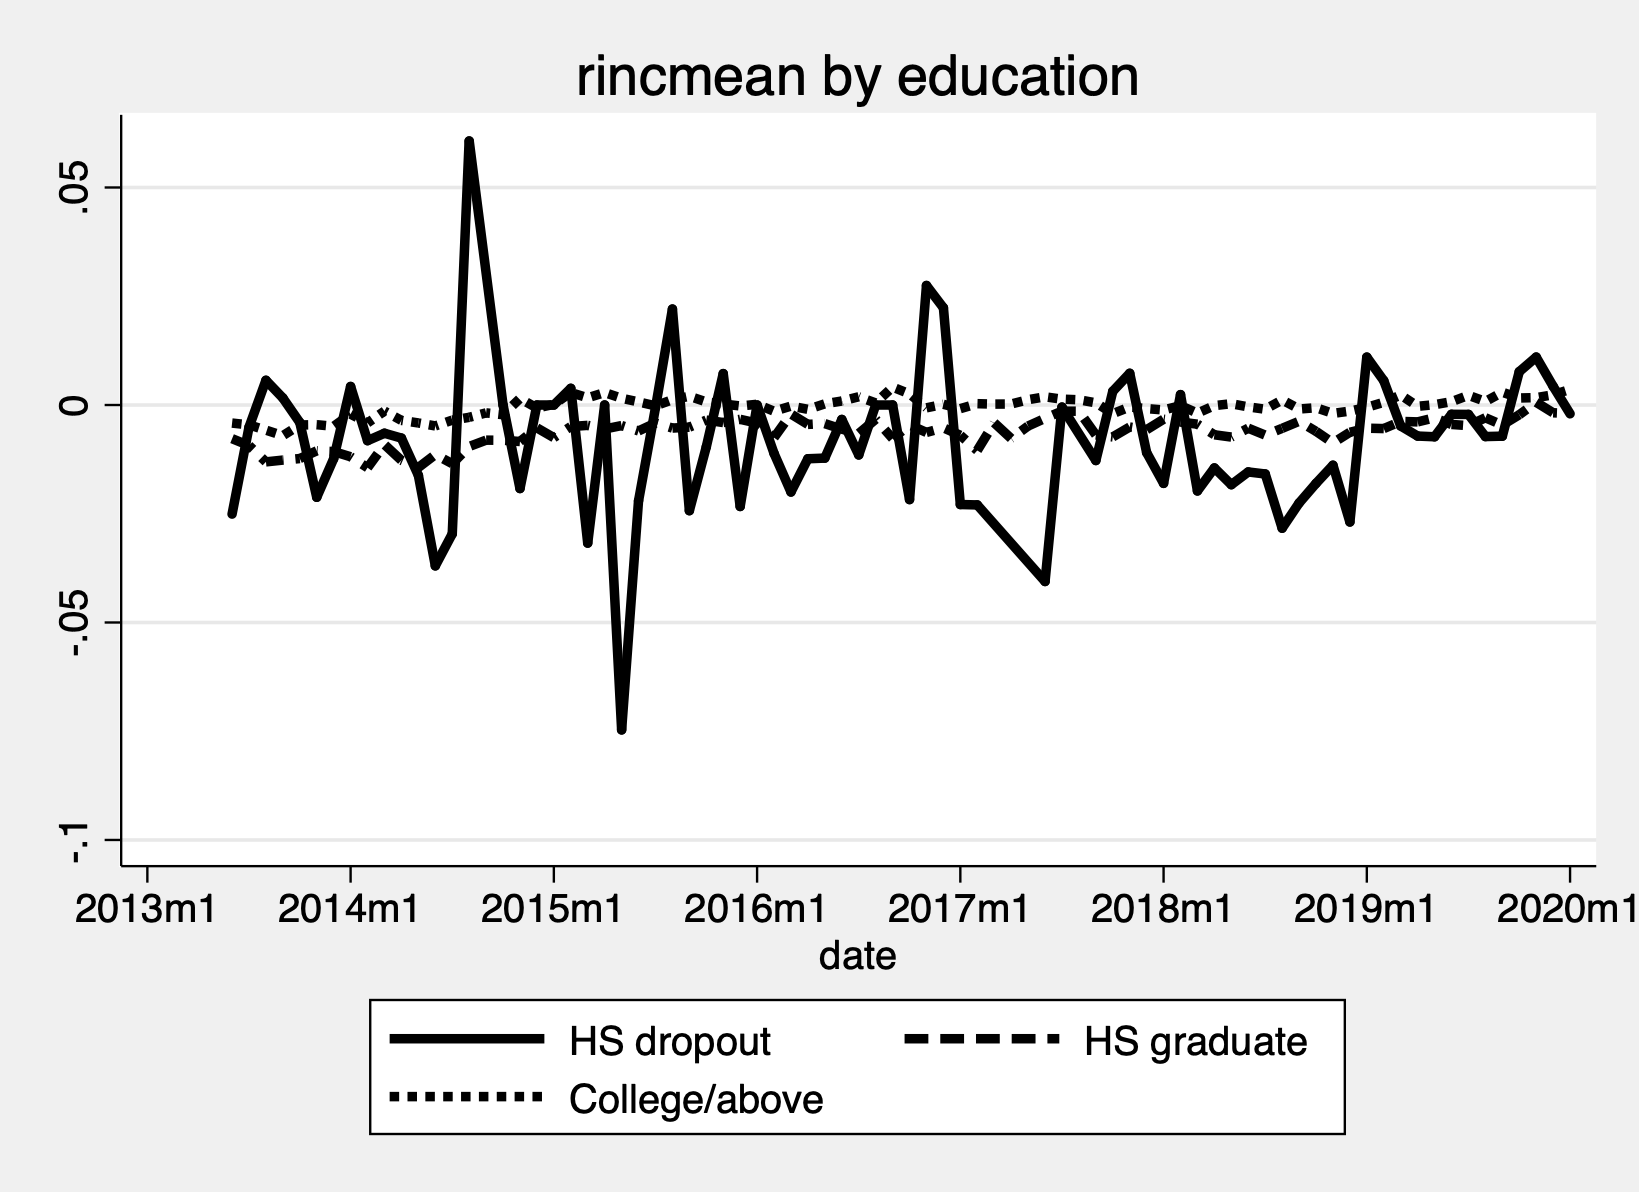 rincmean by education
.05
0
-.05
-.1
2013m1 2014m1 2015m1 2016m1 2017m1 2018m1 2019m1 2020m1
date
HS dropout HS graduate
College/above